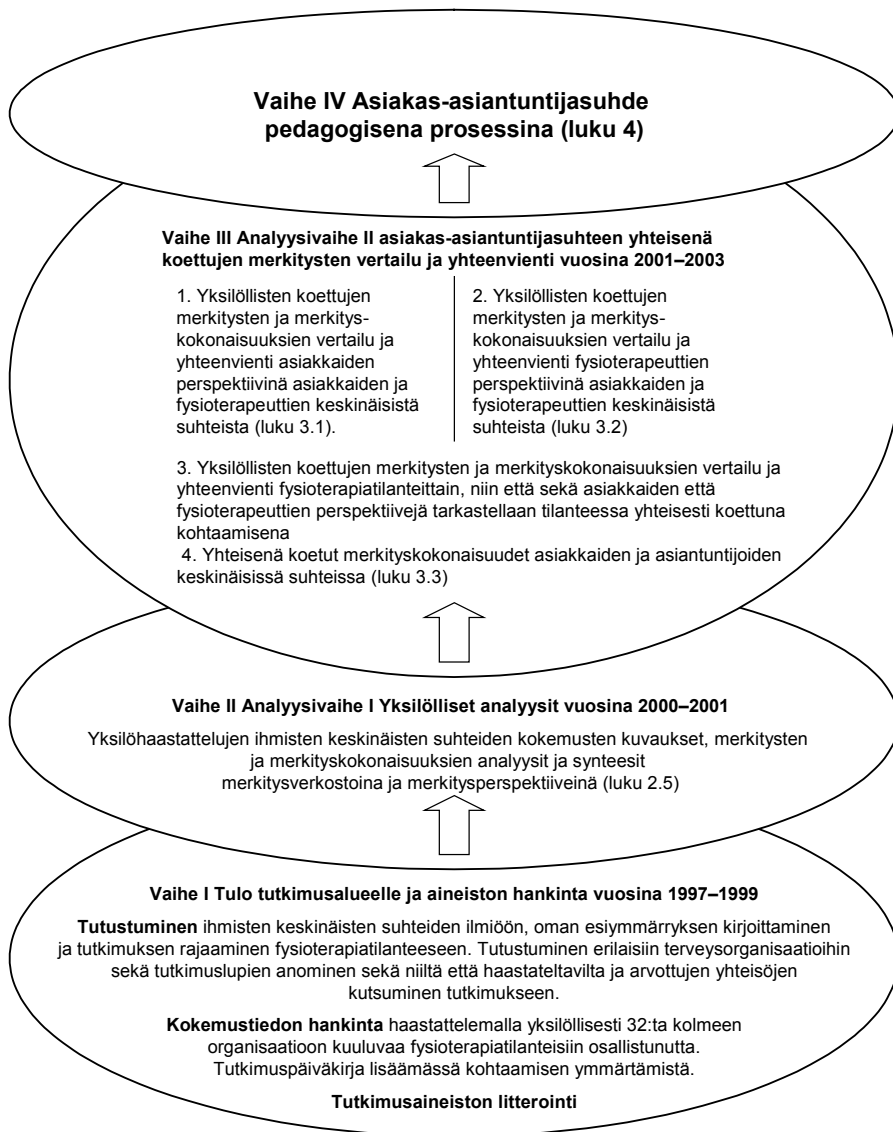 Vaihe IV Asiakas-asiantuntijasuhde
pedagogisena prosessina (luku 4)
Vaihe III Analyysivaihe II asiakas-asiantuntijasuhteen yhteisenä
koettujen merkitysten vertailu ja yhteenvienti vuosina 2001–2003
1. Yksilöllisten koettujen
merkitysten ja merkitys-
kokonaisuuksien vertailu ja
yhteenvienti asiakkaiden
perspektiivinä asiakkaiden ja
fysioterapeuttien keskinäisistä
suhteista (luku 3.1).
2. Yksilöllisten koettujen
merkitysten ja merkitys-
kokonaisuuksien vertailu ja
yhteenvienti fysioterapeuttien
perspektiivinä asiakkaiden ja
fysioterapeuttien keskinäisistä
suhteista (luku 3.2)
3. Yksilöllisten koettujen merkitysten ja merkityskokonaisuuksien vertailu ja
yhteenvienti fysioterapiatilanteittain, niin että sekä asiakkaiden että
fysioterapeuttien perspektiivejä tarkastellaan tilanteessa yhteisesti koettuna
kohtaamisena
4. Yhteisenä koetut merkityskokonaisuudet asiakkaiden ja asiantuntijoiden
keskinäisissä suhteissa (luku 3.3)
Vaihe II Analyysivaihe I Yksilölliset analyysit vuosina 2000–2001
Yksilöhaastattelujen ihmisten keskinäisten suhteiden kokemusten kuvaukset, merkitysten
ja merkityskokonaisuuksien analyysit ja synteesit
merkitysverkostoina ja merkitysperspektiiveinä (luku 2.5)
Vaihe I Tulo tutkimusalueelle ja aineiston hankinta vuosina 1997–1999
Tutustuminen ihmisten keskinäisten suhteiden ilmiöön, oman esiymmärryksen kirjoittaminen
ja tutkimuksen rajaaminen fysioterapiatilanteeseen. Tutustuminen erilaisiin terveysorganisaatioihin
sekä tutkimuslupien anominen sekä niiltä että haastateltavilta ja arvottujen yhteisöjen
kutsuminen tutkimukseen.
Kokemustiedon hankinta haastattelemalla yksilöllisesti 32:ta kolmeen
organisaatioon kuuluvaa fysioterapiatilanteisiin osallistunutta.
Tutkimuspäiväkirja lisäämässä kohtaamisen ymmärtämistä.
Tutkimusaineiston litterointi